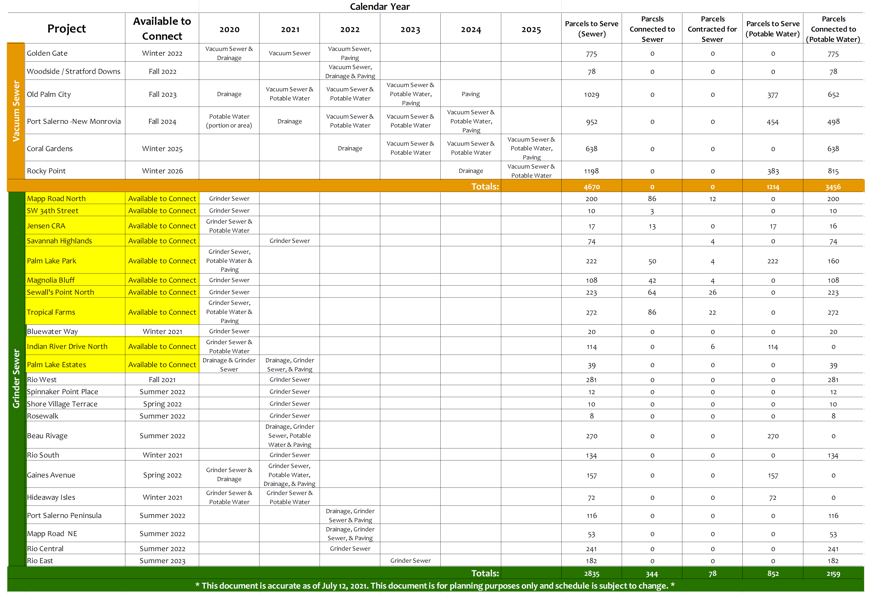 Calendar Year
Project Available to Connect 2020 2021 2022 2023 2024 2025 Parcels to Serve (Sewer) Parcsls Connected to Sewer Parcels Contracted for Sewer Parcels to Serve (Potable Water) Parcels Connected to (Potable Water)
Vacuum Sewer
Golden Gate Winter 2022 Vacuum Sewer & Drainage Vacuum Sewer Vacuum Sewer, Paving 775 0 0 0 775
Woodside / Stratford Downs Fall 2022 Vacuum Sewer, Drainage & Paving 78 0 0 0 78
Old Palm City Fall 2023 Drainage Vacuum Sewer & Potable Water Vacuum Sewer & Potable Water Vacuum Sewer & Potable Water, Paving Paving 1029 0 0 377 652
Port Salerno -New Monrovia Fall 2024 Potable Water (portion or area) Drainage Vacuum Sewer & Potable Water Vacuum Sewer & Potable Water Vacuum Sewer & Potable Water, Paving 952 0 0 454 498
Coral Gardens Winter 2025 Drainage Vacuum Sewer & Potable Water Vacuum Sewer & Potable Water Vacuum Sewer & Potable Water, Paving 638 0 0 0 638
Rocky Point Winter 2026 Drainage Vacuum Sewer & Potable Water 1198 0 0 383 815
Totals: 4670 0 0 1214 3456
Grinder Sewer
Mapp Road North Available to Connect Grinder Sewer 200 86 12 0 200
SW 34th Street Available to Connect Grinder Sewer 10 3 0 10
Jensen CRA Available to Connect Grinder Sewer & Potable Water 17 13 0 17 16
Savannah Highlands Available to Connect Grinder Sewer 74 4 0 74
Palm Lake Park Available to Connect Grinder Sewer, Potable Water & Paving 222 50 4 222 160
Magnolia Bluff Available to Connect Grinder Sewer 108 42 4 0 108
Sewall's Point North Available to Connect Grinder Sewer 223 64 26 0 223
Tropical Farms Available to Connect Grinder Sewer, Potable Water & Paving 272 86 22 0 272
Bluewater Way Winter 2021 Grinder Sewer 20 0 0 0 20
Indian River Drive North Available to Connect Grinder Sewer & Potable Water 114 0 6 114 0
Palm Lake Estates Available to Connect Drainage & Grinder Sewer Drainage, Grinder Sewer, & Paving 39 0 0 0 39
Rio West Fall 2021 Grinder Sewer 281 0 0 0 281
Spinnaker Point Place Summer 2022 Grinder Sewer 12 0 0 0 12
Shore Village Terrace Spring 2022 Grinder Sewer 10 0 0 0 10
Rosewalk Summer 2022 Grinder Sewer 8 0 0 0 8
Beau Rivage Summer 2022 Drainage, Grinder Sewer, Potable Water & Paving 270 0 0 270 0
Rio South Winter 2021 Grinder Sewer 134 0 0 0 134
Gaines Avenue Spring 2022 Grinder Sewer & Drainage Grinder Sewer, Potable Water, Drainage, & Paving 157 0 0 157 0
Hideaway Isles Winter 2021 Grinder Sewer & Potable Water Grinder Sewer & Potable Water 72 0 0 72 0
Port Salerno Peninsula Summer 2022 Drainage, Grinder Sewer & Paving 116 0 0 0 116
Mapp Road NE Summer 2022 Drainage, Grinder Sewer, & Paving 53 0 0 0 53
Rio Central Summer 2022 Grinder Sewer 241 0 0 0 241
Rio East Summer 2023 Grinder Sewer 182 0 0 0 182
Totals: 2835 344 78 852 2159
* This document is accurate as of July 12, 2021. This document is for planning purposes only and schedule is subject to change. *